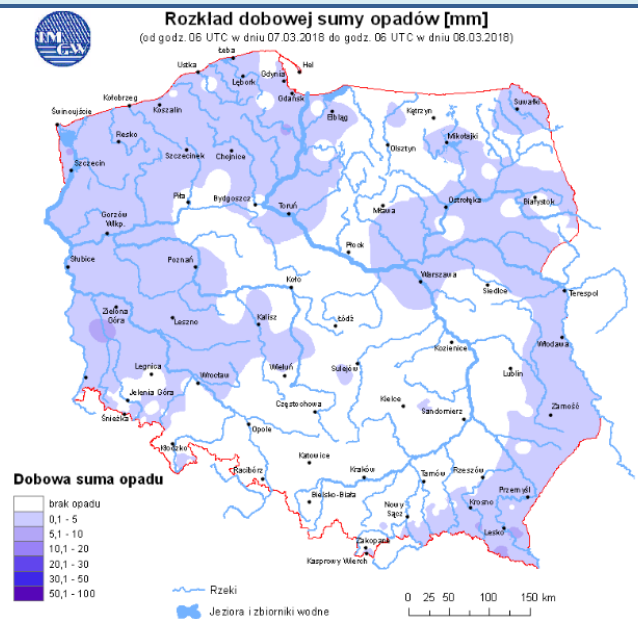 IM
GW
Rozkład dobowej sumy opadów [mm]
(od godz. 06 UTC w dniu 07.03.2018 do godz. 06 UTC w dniu 08.03.2018)
Łeba
Ustka
Hel
Lębork
Gdynia
Gdańsk
Kołobrzeg
Koszalin
Świnoujście
Elbląg
Kętrzyn
Suwałki
Resko
Szczecinek
Chojnice
Olsztyn
Mikołajki
Szczecin
Piła
Bydgoszcz
Toruń
Mława
Ostrołęka
Białystok
Gorzów
Wlkp.
Płock
Słubice
Poznań
Warszawa
Koło
Siedlce
Terespol
Zielona
Góra
Leszno
Kalisz
Łódź
Kozienice
Włodawa
Legnica
Wrocław
Wieluń
Sulejów
Lublin
Jelenia Góra
Śnieżka
Częstochowa
Kielce
Sandomierz
Zamość
Opole
Kłodzko
Katowice
Racibórz
Kraków
Tarnów
Rzeszów
Bielsko-Biała
Nowy
Sącz
Krosno
Przemyśl
Lesko
Zakopane
Kasprowy Wierch
Dobowa suma opadu
brak opadu
0,1 - 5
5,1 - 10
10,1 - 20
20,1 - 30
30,1 - 50
50,1 - 100
Rzeki
Jeziora i zbiorniki wodne
0 25 50 100 150 km